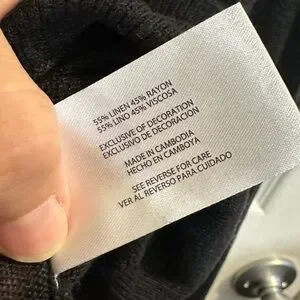 55% LINEN 45% RAYON
55% LINO 45% VISCOSA
EXCLUSIVE OF DECORATION
EXCLUSIVO DE DECORACION
MADE IN CAMBODIA
HECHO EN CAMBOYA
SEE REVERSE FOR CARE
VER AL REVERSO PARA CUIDADO